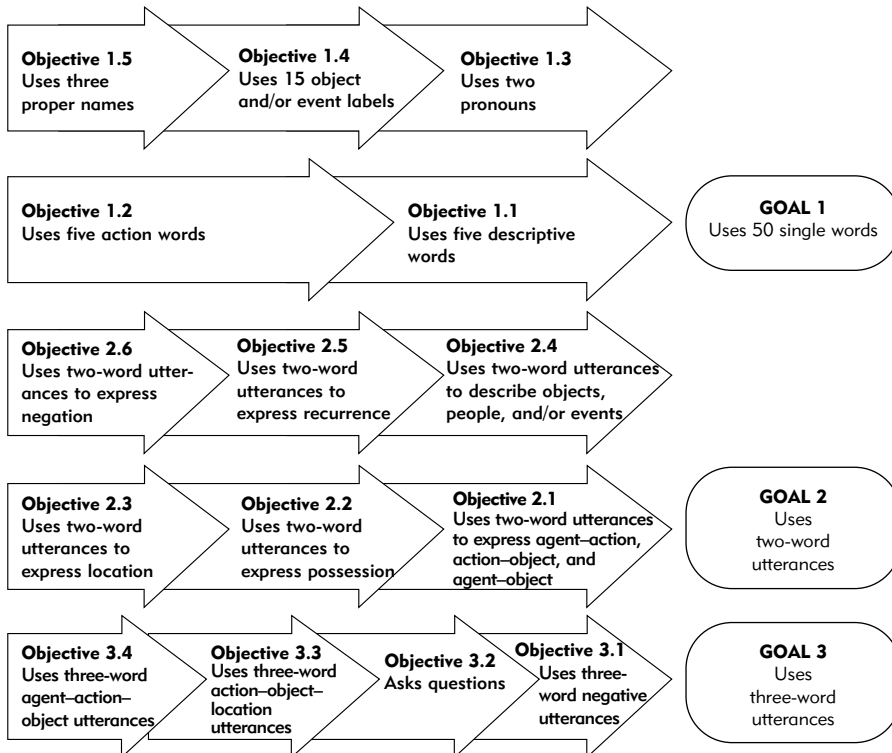 Objective 1.5
Uses three
proper names
Objective 1.4
Uses 15 object
and/or event labels
Objective 1.3
Uses two
pronouns
Objective 1.2
Uses five action words
Objective 1.1
Uses five descriptive
words
GOAL 1
Uses 50 single words
Objective 2.6
Uses two-word utter-
ances to express
negation
Objective 2.5
Uses two-word
utterances to
express recurrence
Objective 2.4
Uses two-word utterances
to describe objects,
people, and/or events
Objective 2.3
Uses two-word
utterances to
express location
Objective 2.2
Uses two-word
utterances to
express possession
Objective 2.1
Uses two-word utterances
to express agent–action,
action–object, and
agent–object
GOAL 2
Uses
two-word
utterances
Objective 3.4
Uses three-word
agent–action–
object utterances
Objective 3.3
Uses three-word
action–object–
location
utterances
Objective 3.2
Asks questions
Objective 3.1
Uses three-
word negative
utterances
GOAL 3
Uses
three-word
utterances